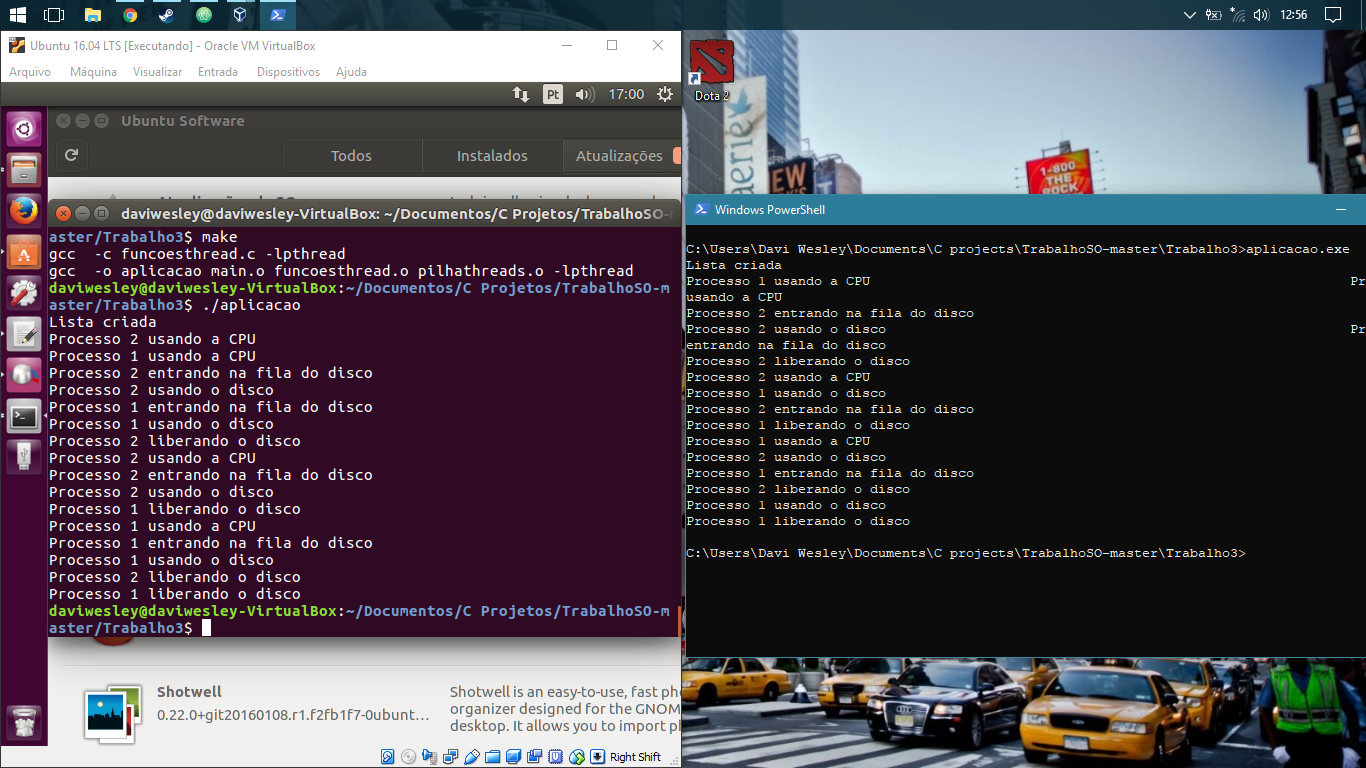 12:56
Ubuntu 16.04 LTS [Executando] - Oracle VM VirtualBox
Arquivo Máquina Visualizar Entrada Dispositivos Ajuda
Pt 17:00
Ubuntu Software
Todos Instalados Atualizações
daviwesley@daviwesley-VirtualBox: ~/Documentos/C Projetos/TrabalhoSO-
aster/Trabalho3$ make
gcc -c funcoesthread.c -lpthread
gcc -o aplicacao main.o funcoesthread.o pilhathreads.o -lpthread
daviwesley@daviwesley-VirtualBox:~/Documentos/C Projetos/TrabalhoSO-m
aster/Trabalho3$ ./aplicacao
Lista criada
Processo 2 usando a CPU
Processo 1 usando a CPU
Processo 2 entrando na fila do disco
Processo 2 usando o disco
Processo 1 entrando na fila do disco
Processo 1 usando o disco
Processo 2 liberando o disco
Processo 2 usando a CPU
Processo 2 entrando na fila do disco
Processo 2 usando o disco
Processo 1 liberando o disco
Processo 1 usando a CPU
Processo 1 entrando na fila do disco
Processo 1 usando o disco
Processo 2 liberando o disco
Processo 1 liberando o disco
daviwesley@daviwesley-VirtualBox:~/Documentos/C Projetos/TrabalhoSO-m
aster/Trabalho3$
Shotwell
0.22.0+git20160108.r1.f2fb1f7-0ubunt...
Shotwell is an easy-to-use, fast ph
organizer designed for the GNOM
desktop. It allows you to import p
Right Shift
Dota 2
aerie
NEW
1-800
THE
ROCK
Windows PowerShell
C:\Users\Davi Wesley\Documents\C projects\TrabalhoSO-master\Trabalho3>aplicacao.exe
Lista criada
Processo 1 usando a CPU Pr
usando a CPU
Processo 2 entrando na fila do disco
Processo 2 usando o disco Pr
entrando na fila do disco
Processo 2 liberando o disco
Processo 2 usando a CPU
Processo 1 usando o disco
Processo 2 entrando na fila do disco
Processo 1 liberando o disco
Processo 1 usando a CPU
Processo 2 usando o disco
Processo 1 entrando na fila do disco
Processo 2 liberando o disco
Processo 1 usando o disco
Processo 1 liberando o disco
C:\Users\Davi Wesley\Documents\C projects\TrabalhoSO-master\Trabalho3>